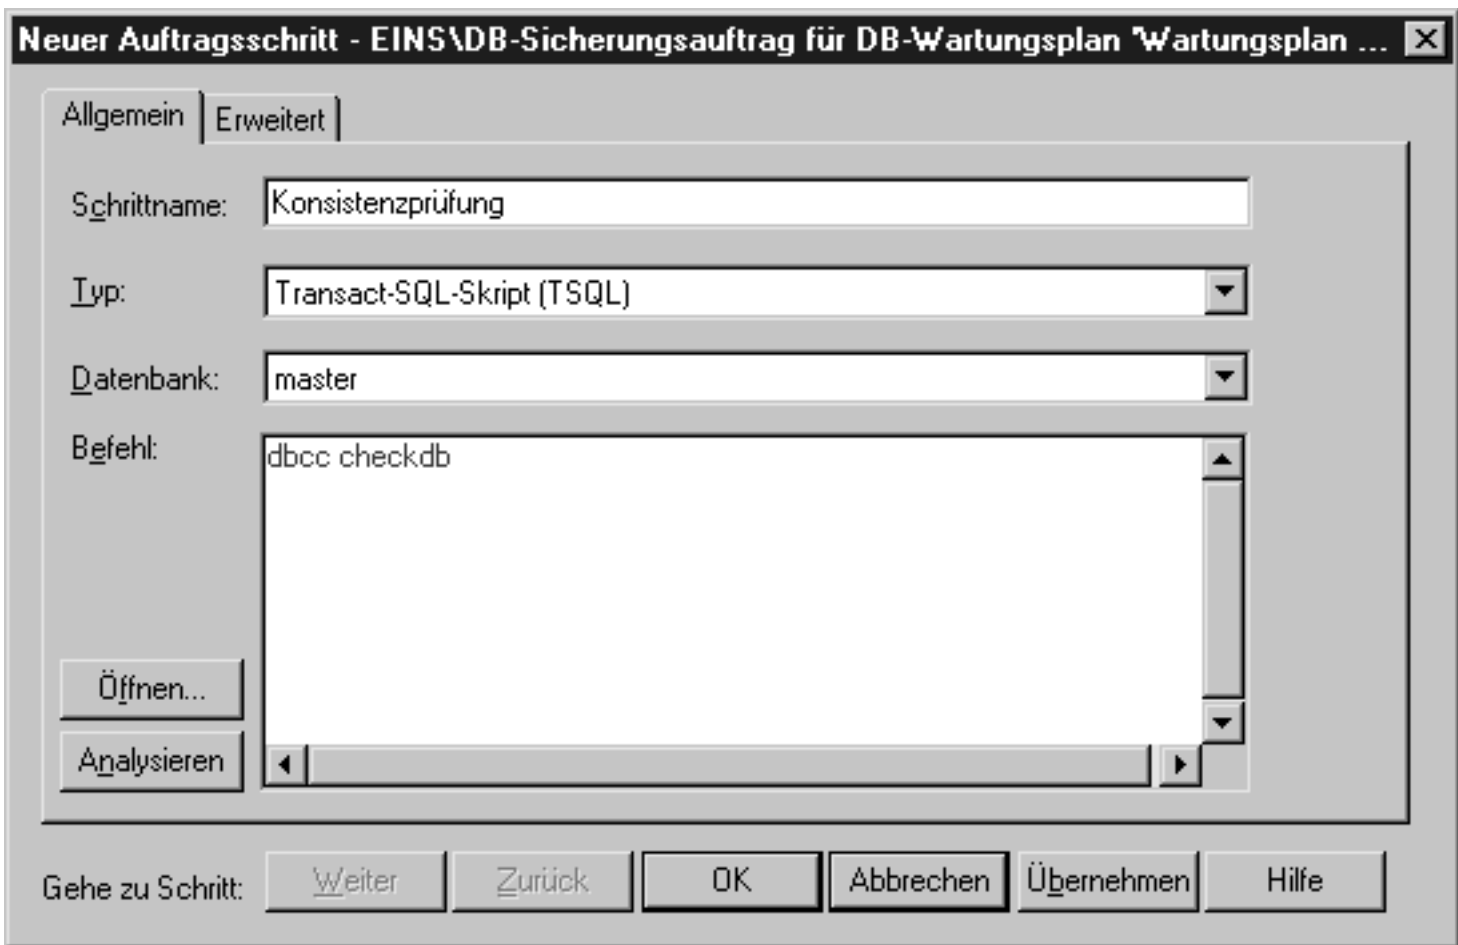 Neuer Auftragsschritt - EINS\DB-Sicherungsauftrag für DB-Wartungsplan 'Wartungsplan ...
Allgemein Erweitert
Schrittname: Konsistenzprüfung
Typ: Transact-SQL-Skript (TSQL)
Datenbank: master
Befehl: dbcc checkdb
Öffnen...
Analysieren
Gehe zu Schritt: Weiter Zurück OK Abbrechen Übernehmen Hilfe